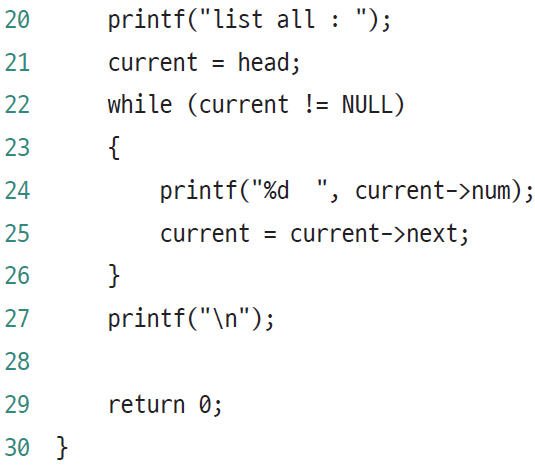 20 printf("list all : ");
21 current = head;
22 while (current != NULL)
23 {
24 printf("%d  ", current->num);
25 current = current->next;
26 }
27 printf("\n");
28
29 return 0;
30 }